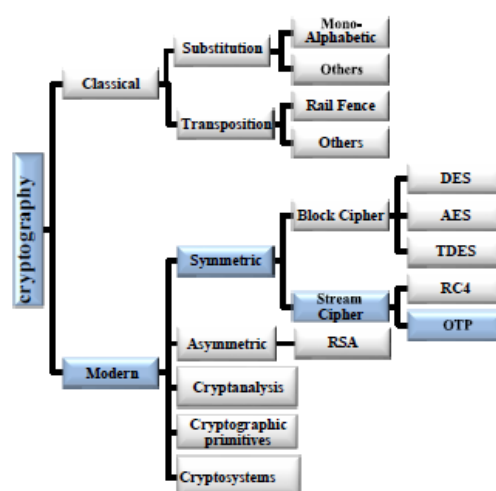 cryptography
Classical
Substitution
Mono-
Alphabetic
Others
Transposition
Rail Fence
Others
Modern
Symmetric
Block Cipher
DES
AES
TDES
Stream
Cipher
RC4
OTP
Asymmetric
RSA
Cryptanalysis
Cryptographic
primitives
Cryptosystems